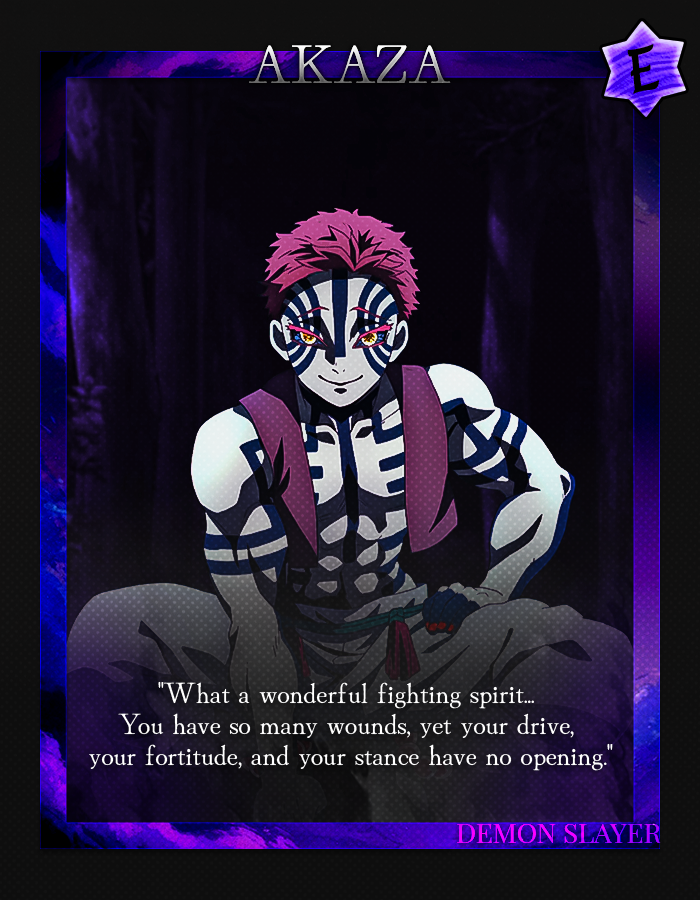 AKAZA
E
"What a wonderful fighting spirit...
You have so many wounds, yet your drive,
your fortitude, and your stance have no opening."
DEMON SLAYER